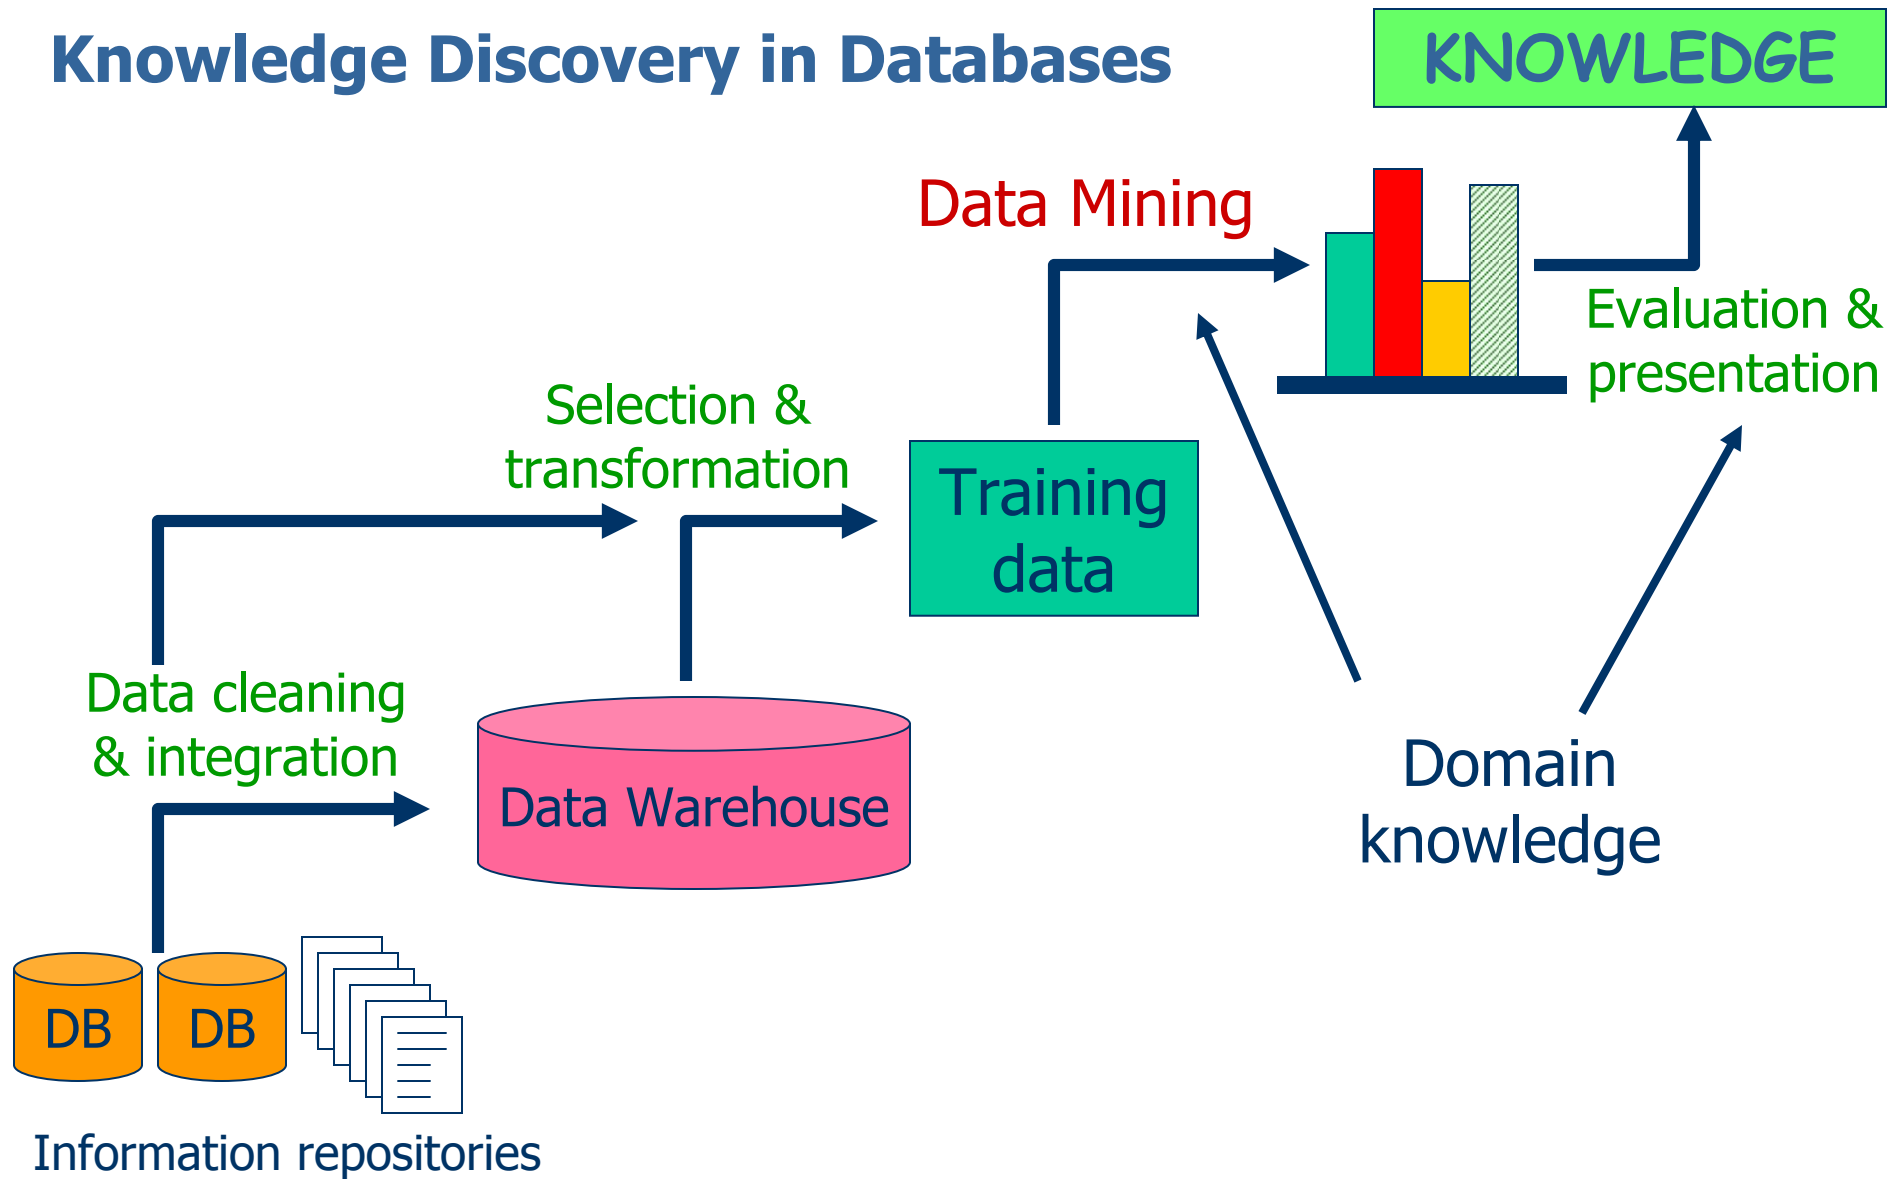 Knowledge Discovery in Databases
KNOWLEDGE
Data Mining
Evaluation &
presentation
Selection &
transformation
Training
data
Data cleaning
& integration
Data Warehouse
Domain
knowledge
DB
DB
Information repositories